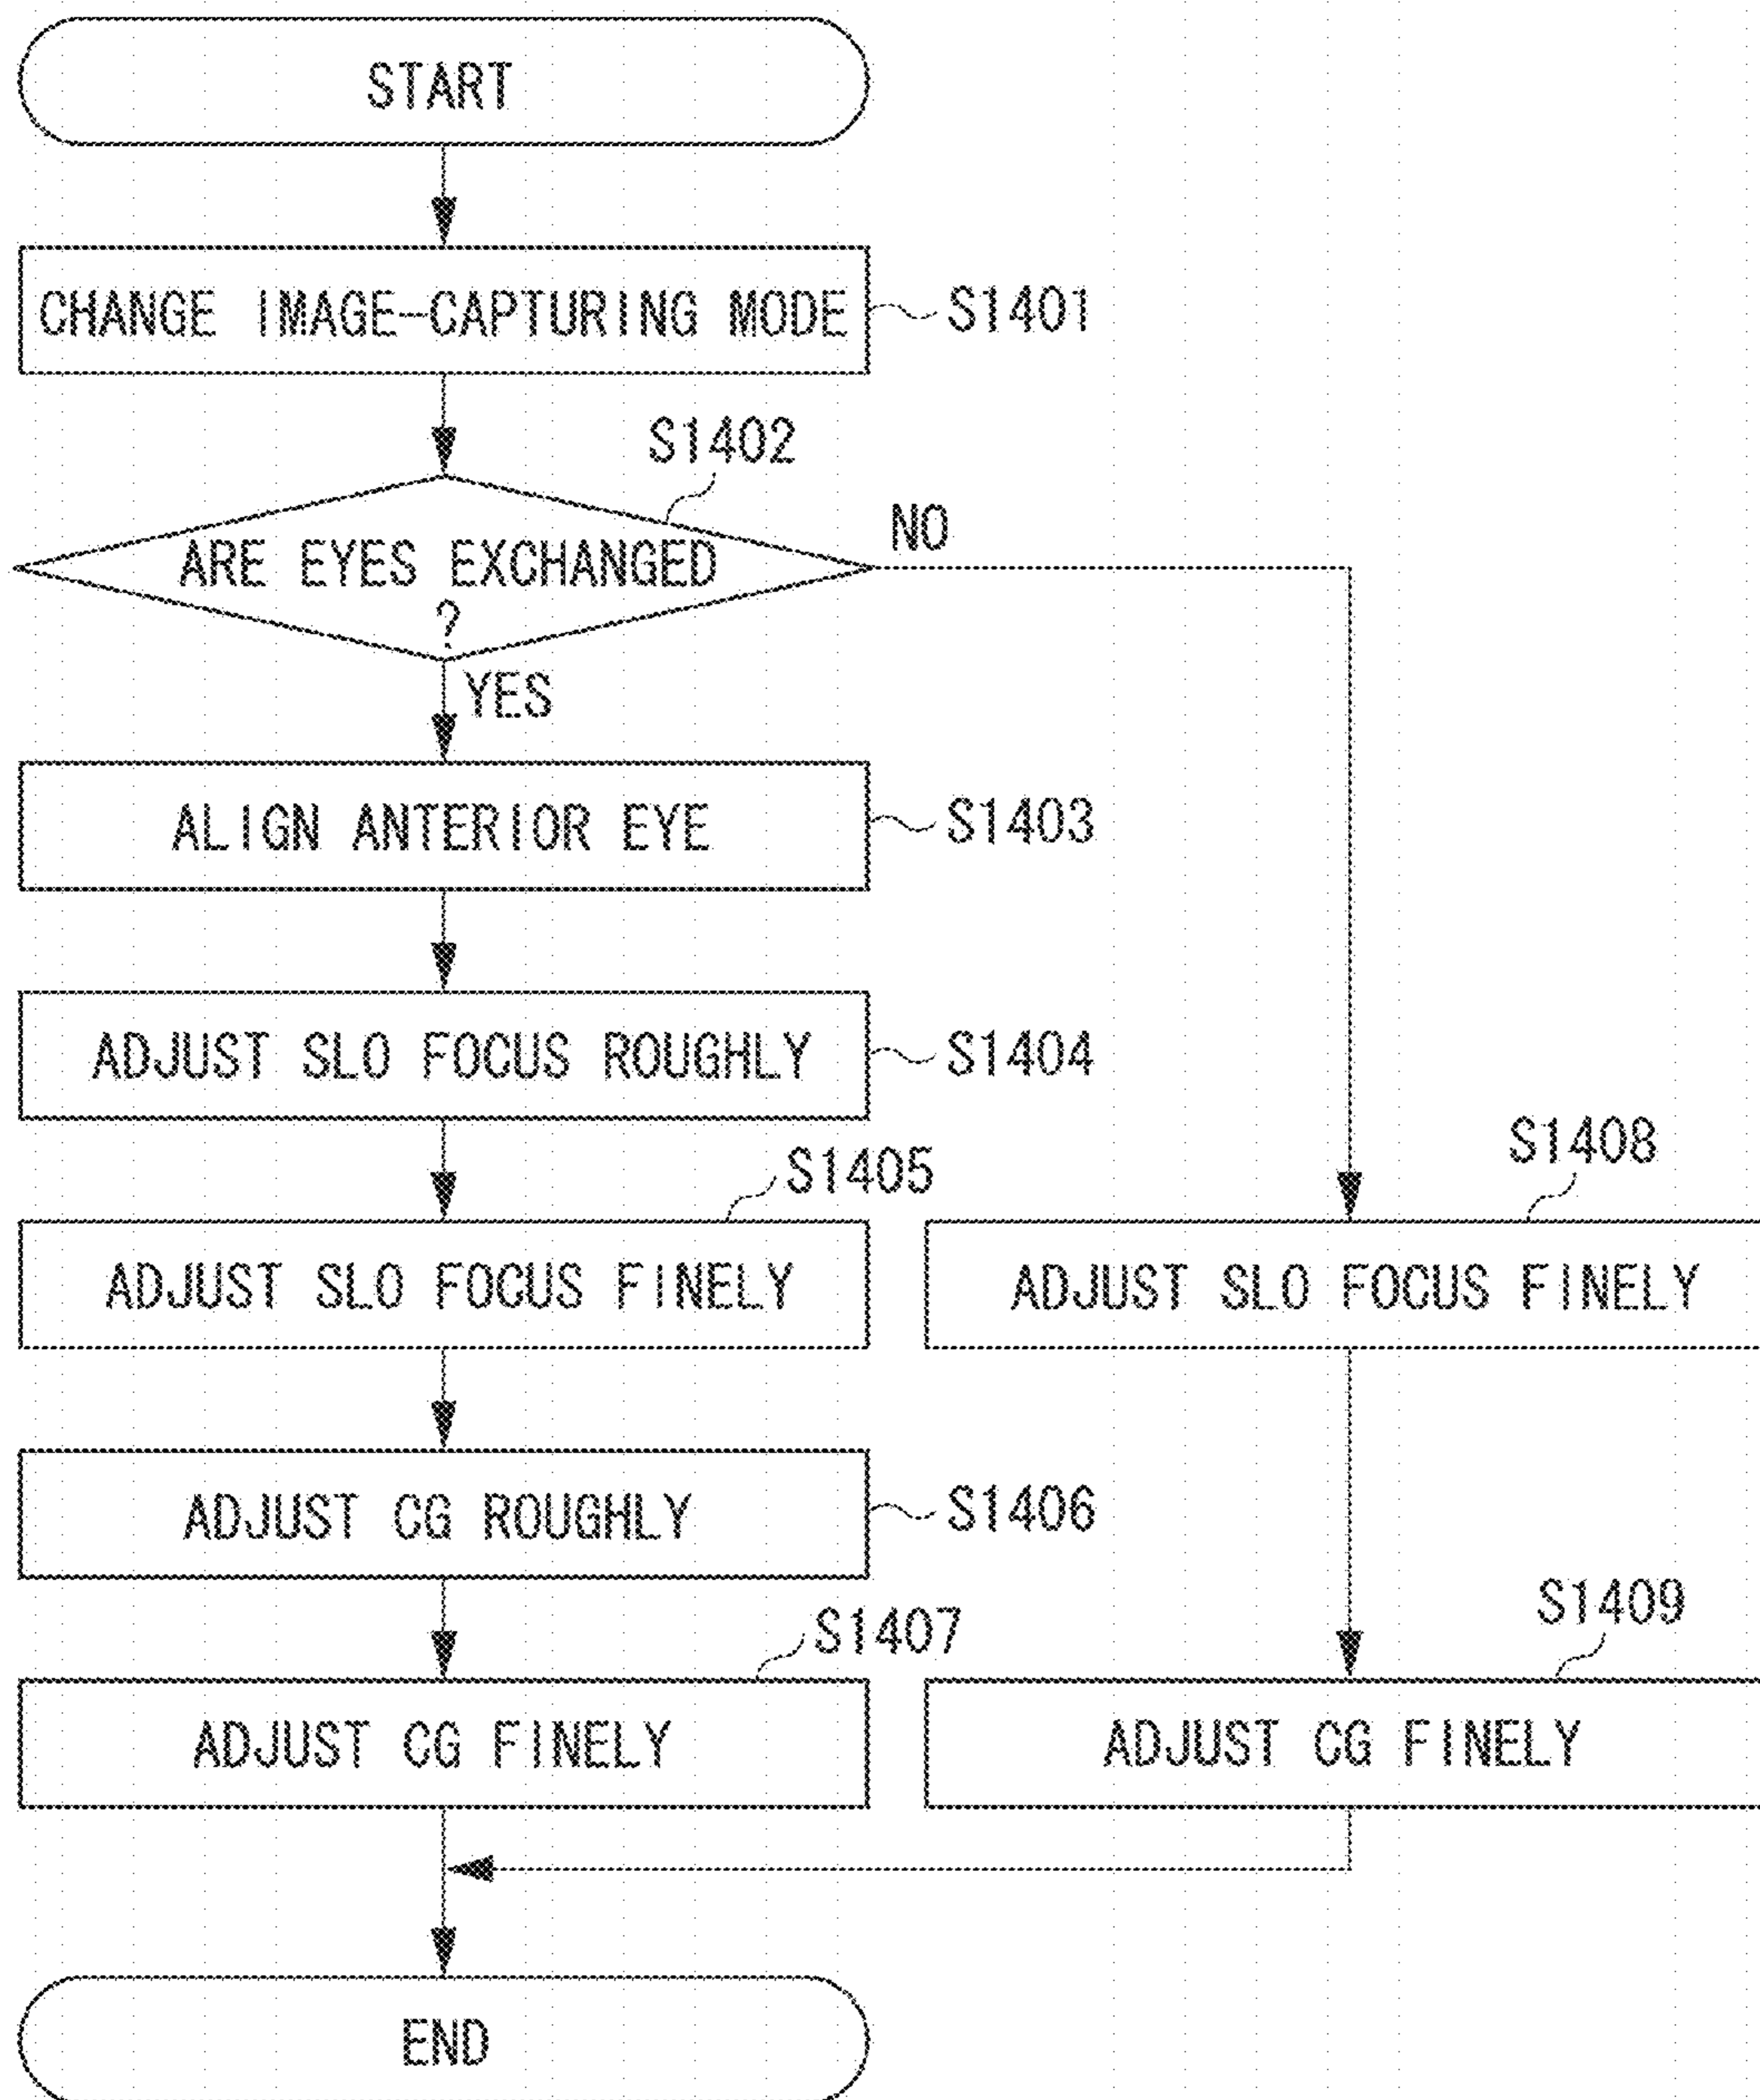 START
CHANGE IMAGE-CAPTURING MODE
S1401
S1402
ARE EYES EXCHANGED
?
NO
YES
ALIGN ANTERIOR EYE
S1403
ADJUST SLO FOCUS ROUGHLY
S1404
S1405
ADJUST SLO FOCUS FINELY
S1408
ADJUST SLO FOCUS FINELY
ADJUST CG ROUGHLY
S1406
S1407
ADJUST CG FINELY
S1409
ADJUST CG FINELY
END